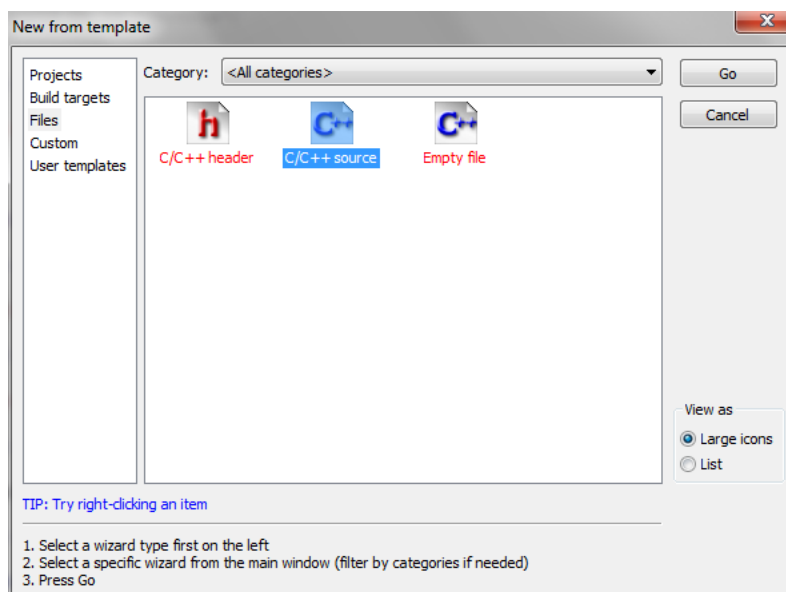 New from template
Projects
Build targets
Files
Custom
User templates
Category: <All categories>
h
C++
C++
C/C++ header
C/C++ source
Empty file
Go
Cancel
View as
Large icons
List
TIP: Try right-clicking an item
1. Select a wizard type first on the left
2. Select a specific wizard from the main window (filter by categories if needed)
3. Press Go